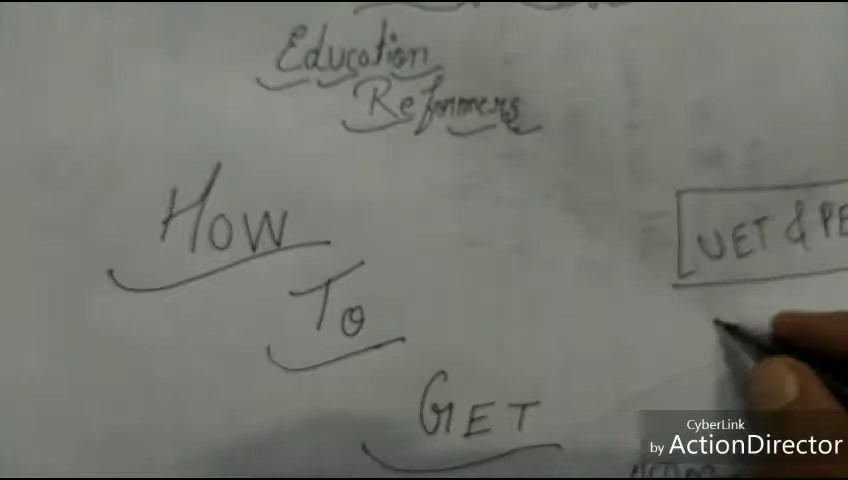 Education
Reformers
HOW
To
GET
UET & PE
CyberLink
by ActionDirector